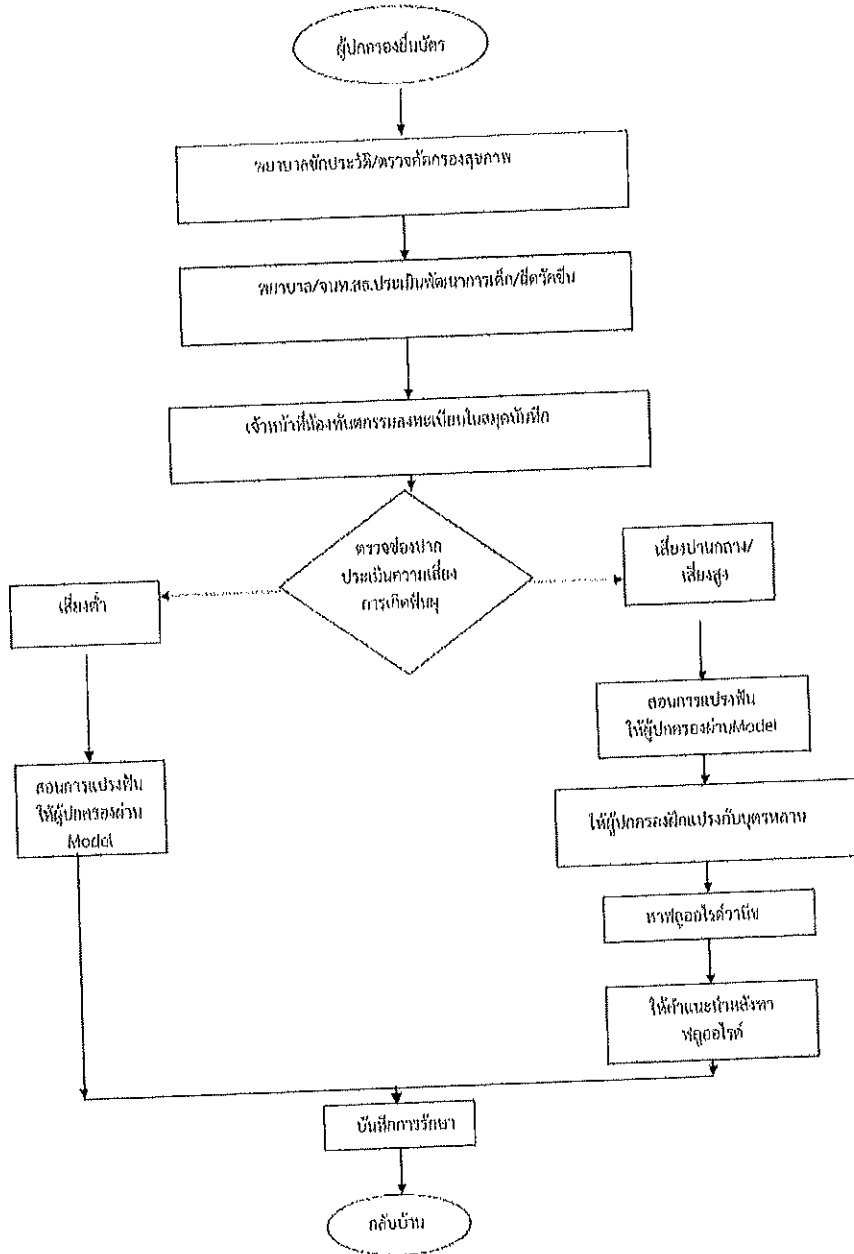 ผู้ปกครองยื่นบัตร
พยาบาลซักประวัติ/ตรวจคัดกรองสุขภาพ
พยาบาล/จนท.สธ.ประเมินพัฒนาการเด็ก/ฉีดวัคซีน
เจ้าหน้าที่ห้องทันตกรรมลงทะเบียนในสมุดบันทึก
ตรวจช่องปาก
ประเมินความเสี่ยง
การเกิดฟันผุ
เสี่ยงต่ำ
เสี่ยงปานกลาง/
เสี่ยงสูง
สอนการแปรงฟัน
ให้ผู้ปกครองผ่าน
Model
สอนการแปรงฟัน
ให้ผู้ปกครองผ่านModel
ให้ผู้ปกครองฝึกแปรงกับบุตรหลาน
ทาฟลูออไรด์วานิช
ให้คำแนะนำหลังทา
ฟลูออไรด์
บันทึกการรักษา
กลับบ้าน